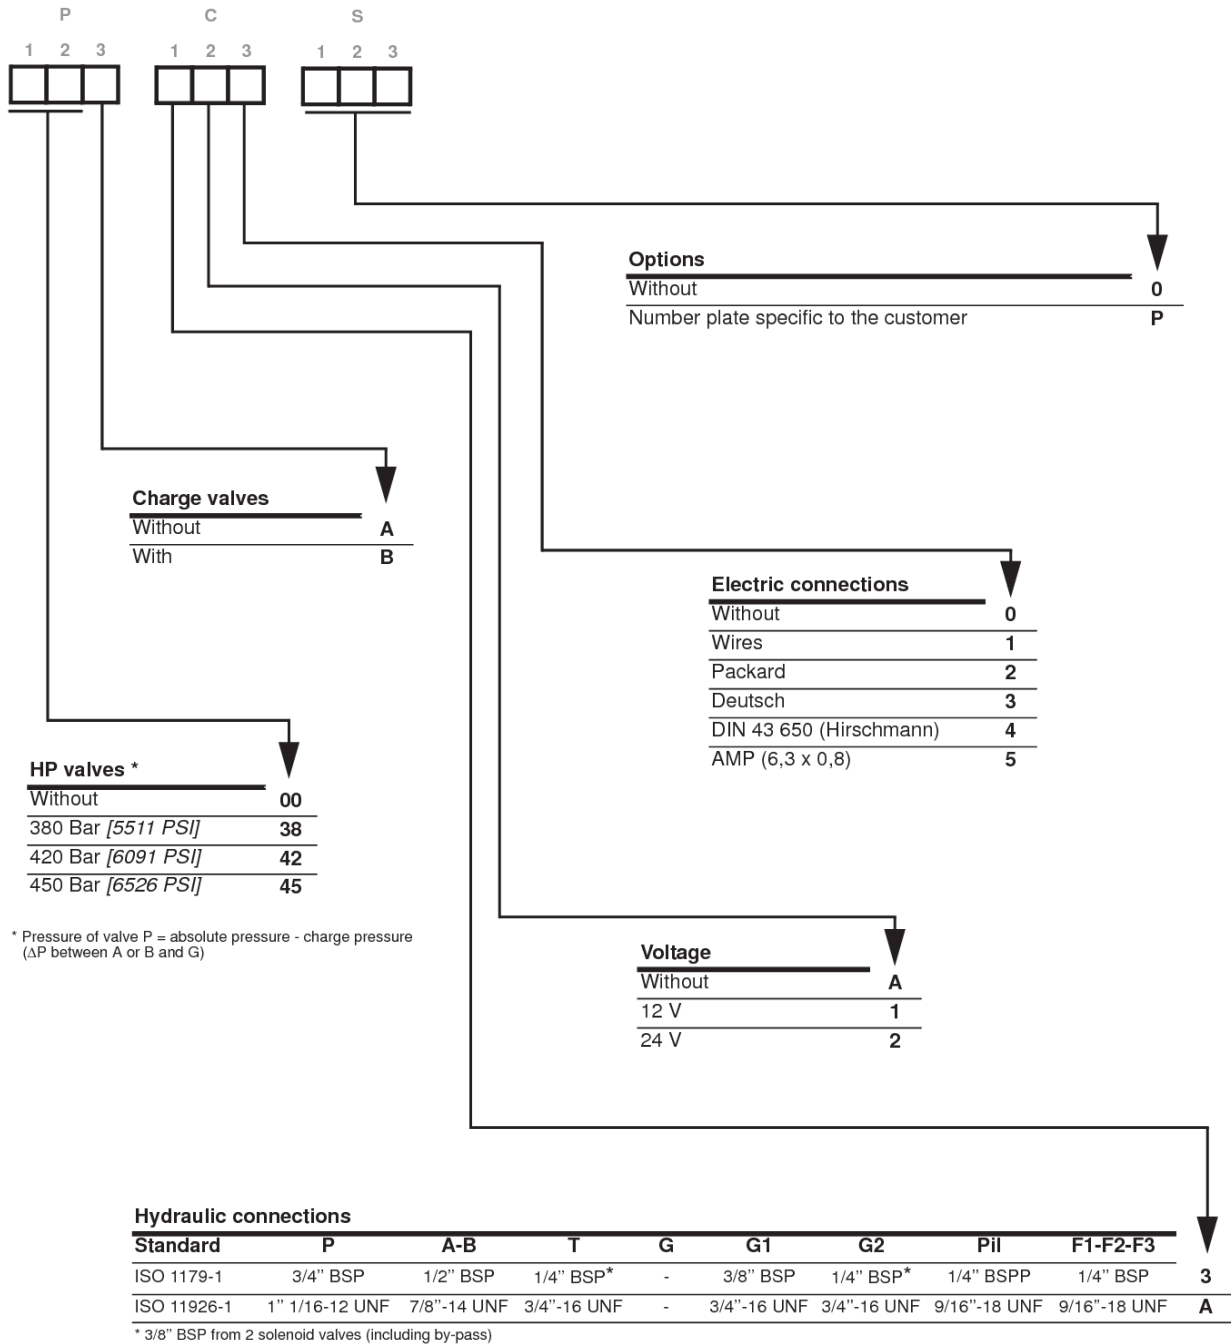 P C S
1 2 3 1 2 3 1 2 3
Options
Without 0
Number plate specific to the customer P
Charge valves
Without A
With B
Electric connections
Without 0
Wires 1
Packard 2
Deutsch 3
DIN 43 650 (Hirschmann) 4
AMP (6,3 x 0,8) 5
HP valves *
Without 00
380 Bar [5511 PSI] 38
420 Bar [6091 PSI] 42
450 Bar [6526 PSI] 45
* Pressure of valve P = absolute pressure - charge pressure
(ΔP between A or B and G)
Voltage
Without A
12 V 1
24 V 2
Hydraulic connections
Standard P A-B T G G1 G2 Pil F1-F2-F3
ISO 1179-1 3/4” BSP 1/2” BSP 1/4” BSP* - 3/8” BSP 1/4” BSP* 1/4” BSPP 1/4” BSP 3
ISO 11926-1 1” 1/16-12 UNF 7/8”-14 UNF 3/4”-16 UNF - 3/4”-16 UNF 3/4”-16 UNF 9/16”-18 UNF 9/16”-18 UNF A
* 3/8” BSP from 2 solenoid valves (including by-pass)